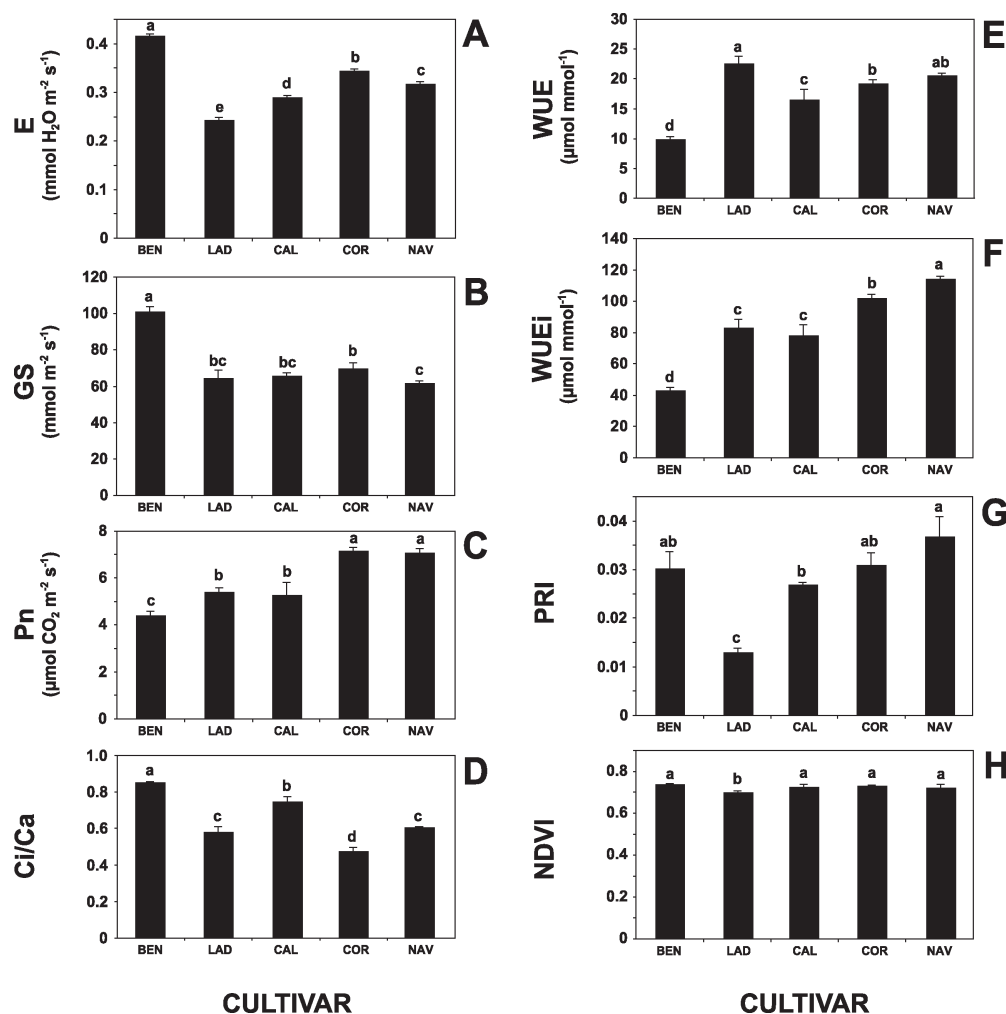 A
E
(mmol H₂O m⁻² s⁻¹)
0.4
0.3
0.2
0.1
0
a
e
d
b
c
BEN LAD CAL COR NAV
B
GS
(mmol m⁻² s⁻¹)
120
100
80
60
40
20
0
a
bc
bc
b
c
BEN LAD CAL COR NAV
C
Pn
(µmol CO₂ m⁻² s⁻¹)
8
6
4
2
0
c
b
b
a
a
BEN LAD CAL COR NAV
D
Ci/Ca
1.0
0.8
0.6
0.4
0.2
0
a
c
b
d
c
BEN LAD CAL COR NAV
CULTIVAR
E
WUE
(µmol mmol⁻¹)
30
25
20
15
10
5
0
d
a
c
b
ab
BEN LAD CAL COR NAV
F
WUEi
(µmol mmol⁻¹)
140
120
100
80
60
40
20
0
d
c
c
b
a
BEN LAD CAL COR NAV
G
PRI
0.04
0.03
0.02
0.01
0
ab
c
b
ab
a
BEN LAD CAL COR NAV
H
NDVI
0.8
0.6
0.4
0.2
0
a
b
a
a
a
BEN LAD CAL COR NAV
CULTIVAR